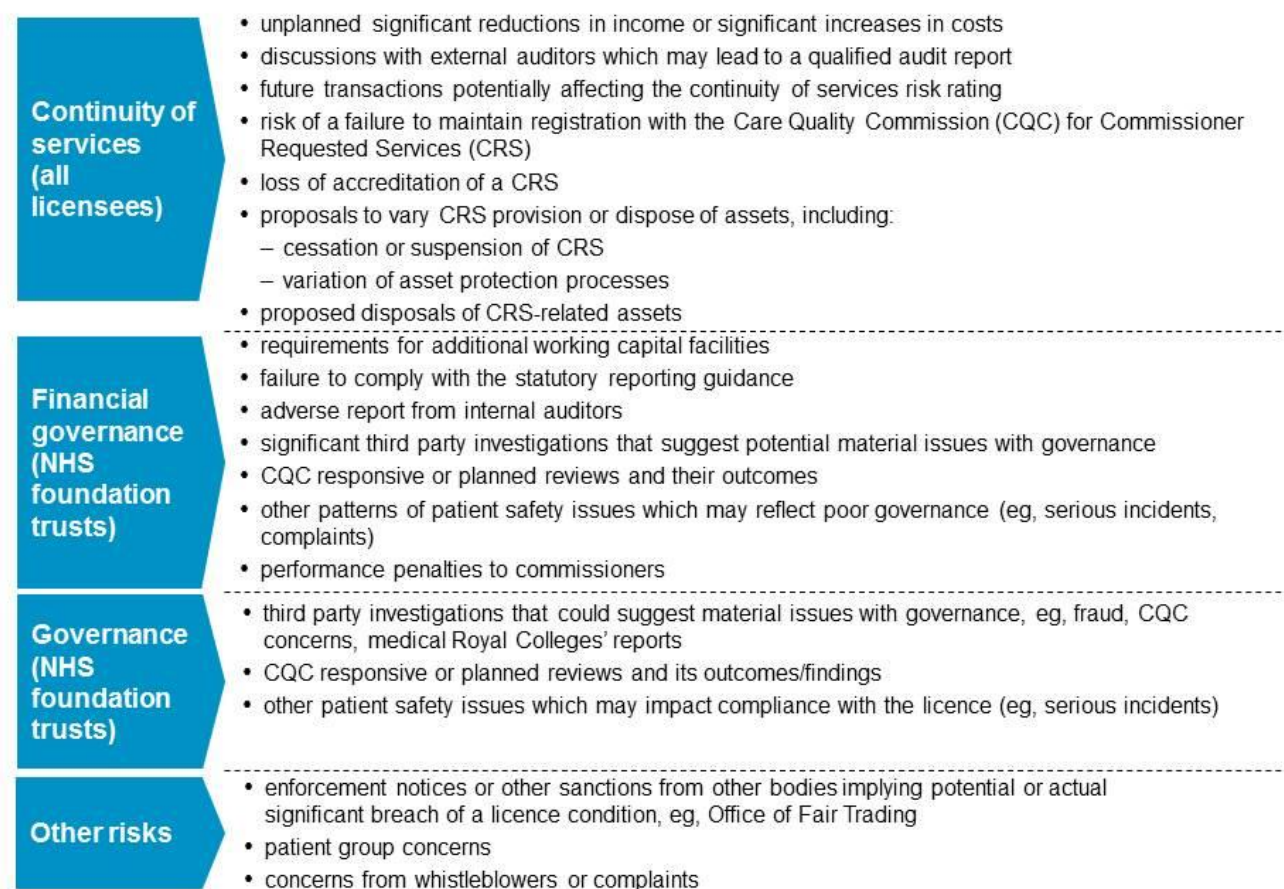 Continuity of
services
(all
licensees)
• unplanned significant reductions in income or significant increases in costs
• discussions with external auditors which may lead to a qualified audit report
• future transactions potentially affecting the continuity of services risk rating
• risk of a failure to maintain registration with the Care Quality Commission (CQC) for Commissioner
Requested Services (CRS)
• loss of accreditation of a CRS
• proposals to vary CRS provision or dispose of assets, including:
– cessation or suspension of CRS
– variation of asset protection processes
• proposed disposals of CRS-related assets
Financial
governance
(NHS
foundation
trusts)
• requirements for additional working capital facilities
• failure to comply with the statutory reporting guidance
• adverse report from internal auditors
• significant third party investigations that suggest potential material issues with governance
• CQC responsive or planned reviews and their outcomes
• other patterns of patient safety issues which may reflect poor governance (eg, serious incidents,
complaints)
• performance penalties to commissioners
Governance
(NHS
foundation
trusts)
• third party investigations that could suggest material issues with governance, eg, fraud, CQC
concerns, medical Royal Colleges’ reports
• CQC responsive or planned reviews and its outcomes/findings
• other patient safety issues which may impact compliance with the licence (eg, serious incidents)
Other risks
• enforcement notices or other sanctions from other bodies implying potential or actual
significant breach of a licence condition, eg, Office of Fair Trading
• patient group concerns
• concerns from whistleblowers or complaints